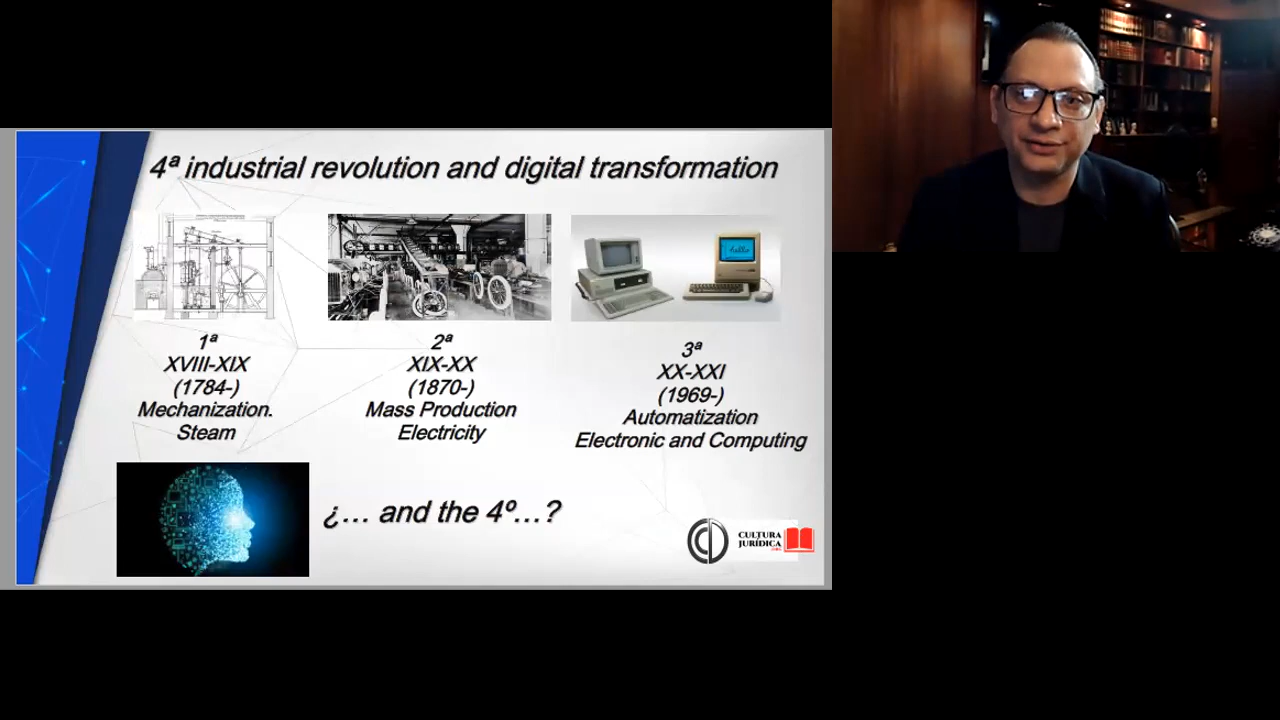 4ª industrial revolution and digital transformation
hello
1ª
XVIII-XIX
(1784-)
Mechanization.
Steam
2ª
XIX-XX
(1870-)
Mass Production
Electricity
3ª
XX-XXI
(1969-)
Automatization
Electronic and Computing
¿... and the 4º...?
CULTURA
JURÍDICA